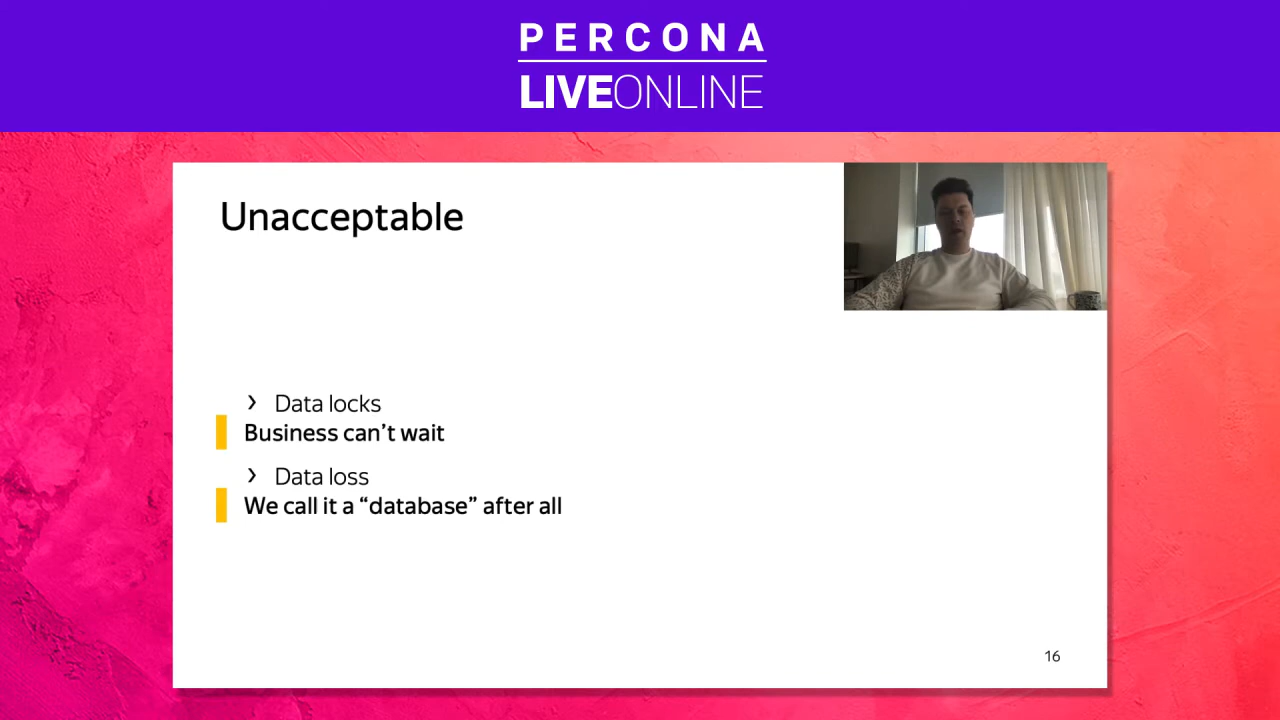 PERCONA
LIVEONLINE
Unacceptable
› Data locks
Business can’t wait
› Data loss
We call it a “database” after all
16